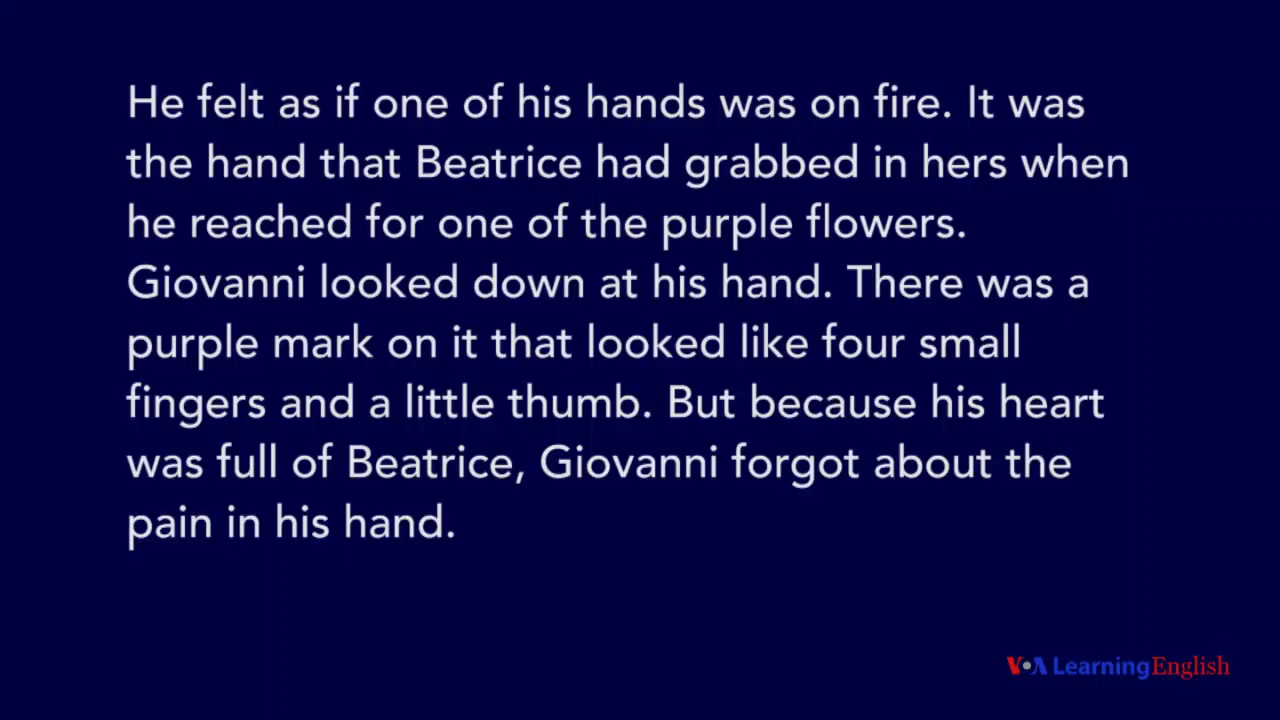 He felt as if one of his hands was on fire. It was
the hand that Beatrice had grabbed in hers when
he reached for one of the purple flowers.
Giovanni looked down at his hand. There was a
purple mark on it that looked like four small
fingers and a little thumb. But because his heart
was full of Beatrice, Giovanni forgot about the
pain in his hand.
VOA Learning English